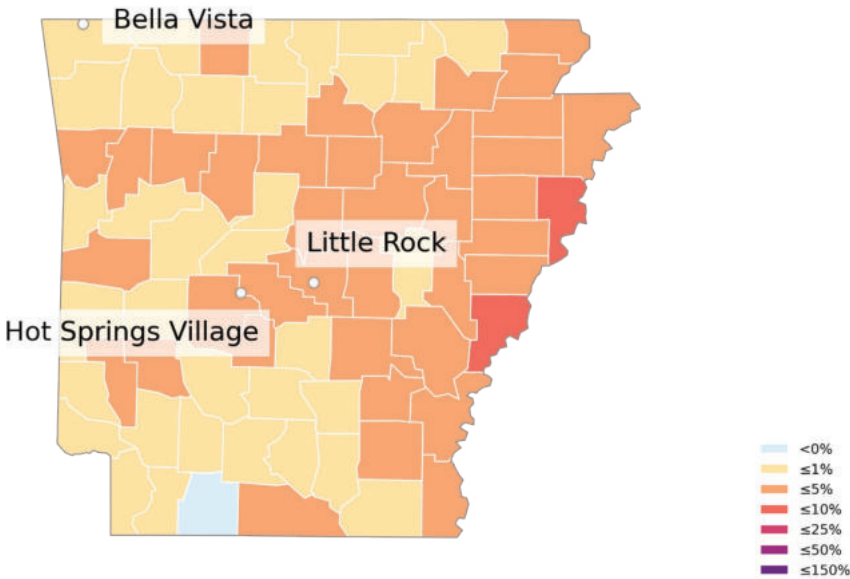 Bella Vista
Little Rock
Hot Springs Village
<0%
≤1%
≤5%
≤10%
≤25%
≤50%
≤150%